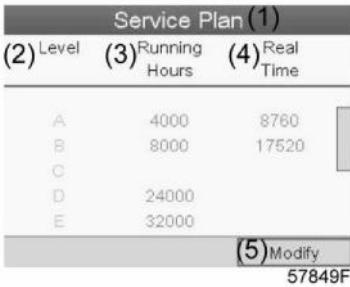 Service Plan (1)
(2) Level (3) Running Hours (4) Real Time
A 4000 8760
B 8000 17520
C
D 24000
E 32000
(5) Modify
57849F